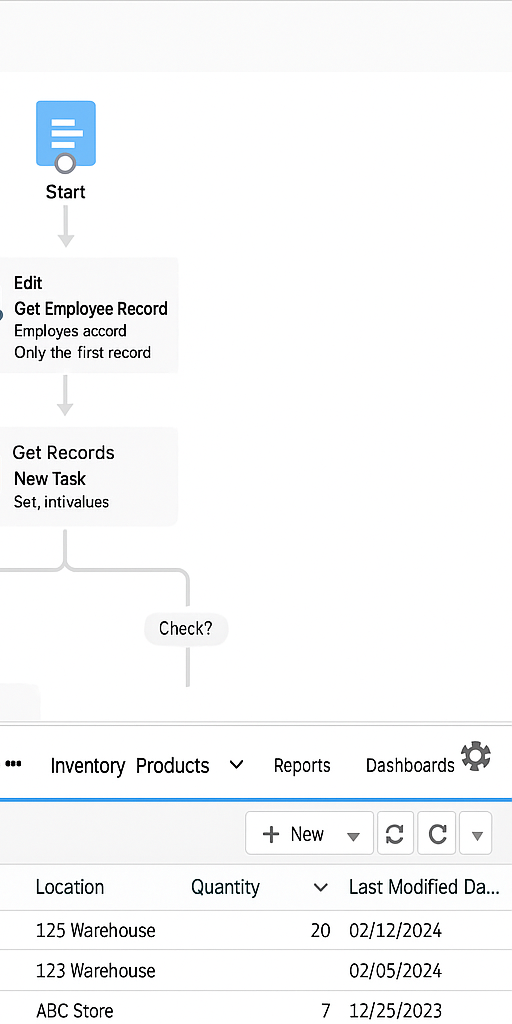 Start
Edit
Get Employee Record
Employes accord
Only the first record
Get Records
New Task
Set, intivalues
Check?
••• Inventory Products Reports Dashboards
+ New
Location Quantity Last Modified Da...
125 Warehouse 20 02/12/2024
123 Warehouse 02/05/2024
ABC Store 7 12/25/2023